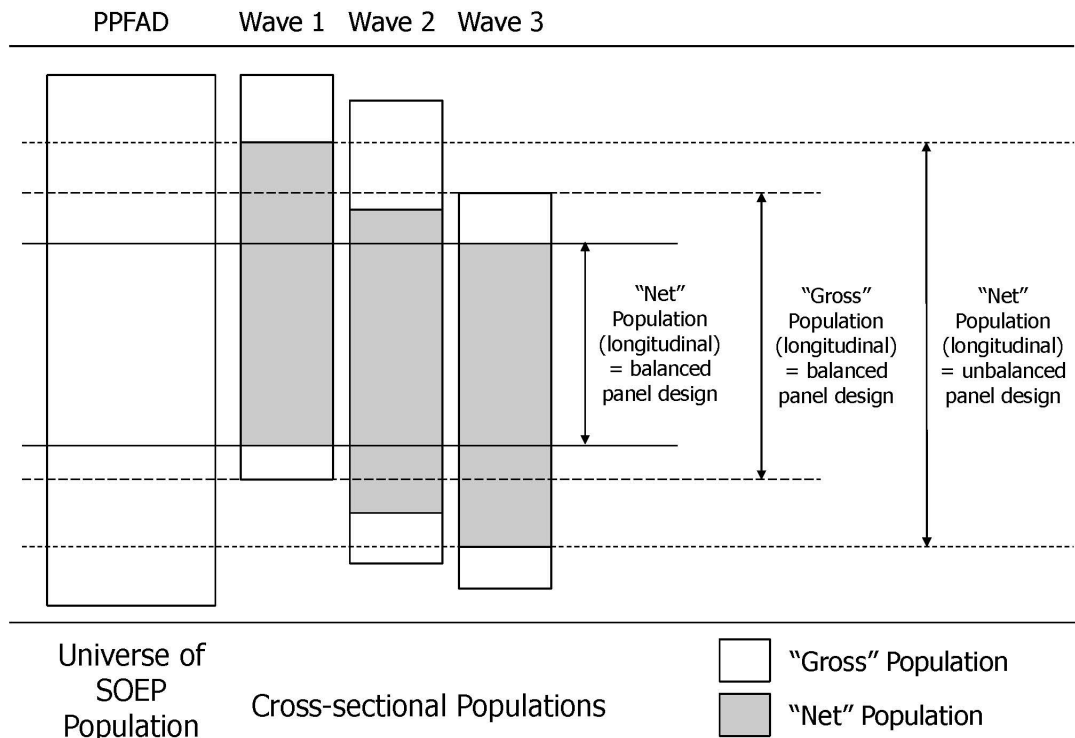 PPFAD Wave 1 Wave 2 Wave 3
“Net”
Population
(longitudinal)
= balanced
panel design
“Gross”
Population
(longitudinal)
= balanced
panel design
“Net”
Population
(longitudinal)
= unbalanced
panel design
Universe of
SOEP
Population
Cross-sectional Populations
“Gross” Population
“Net” Population